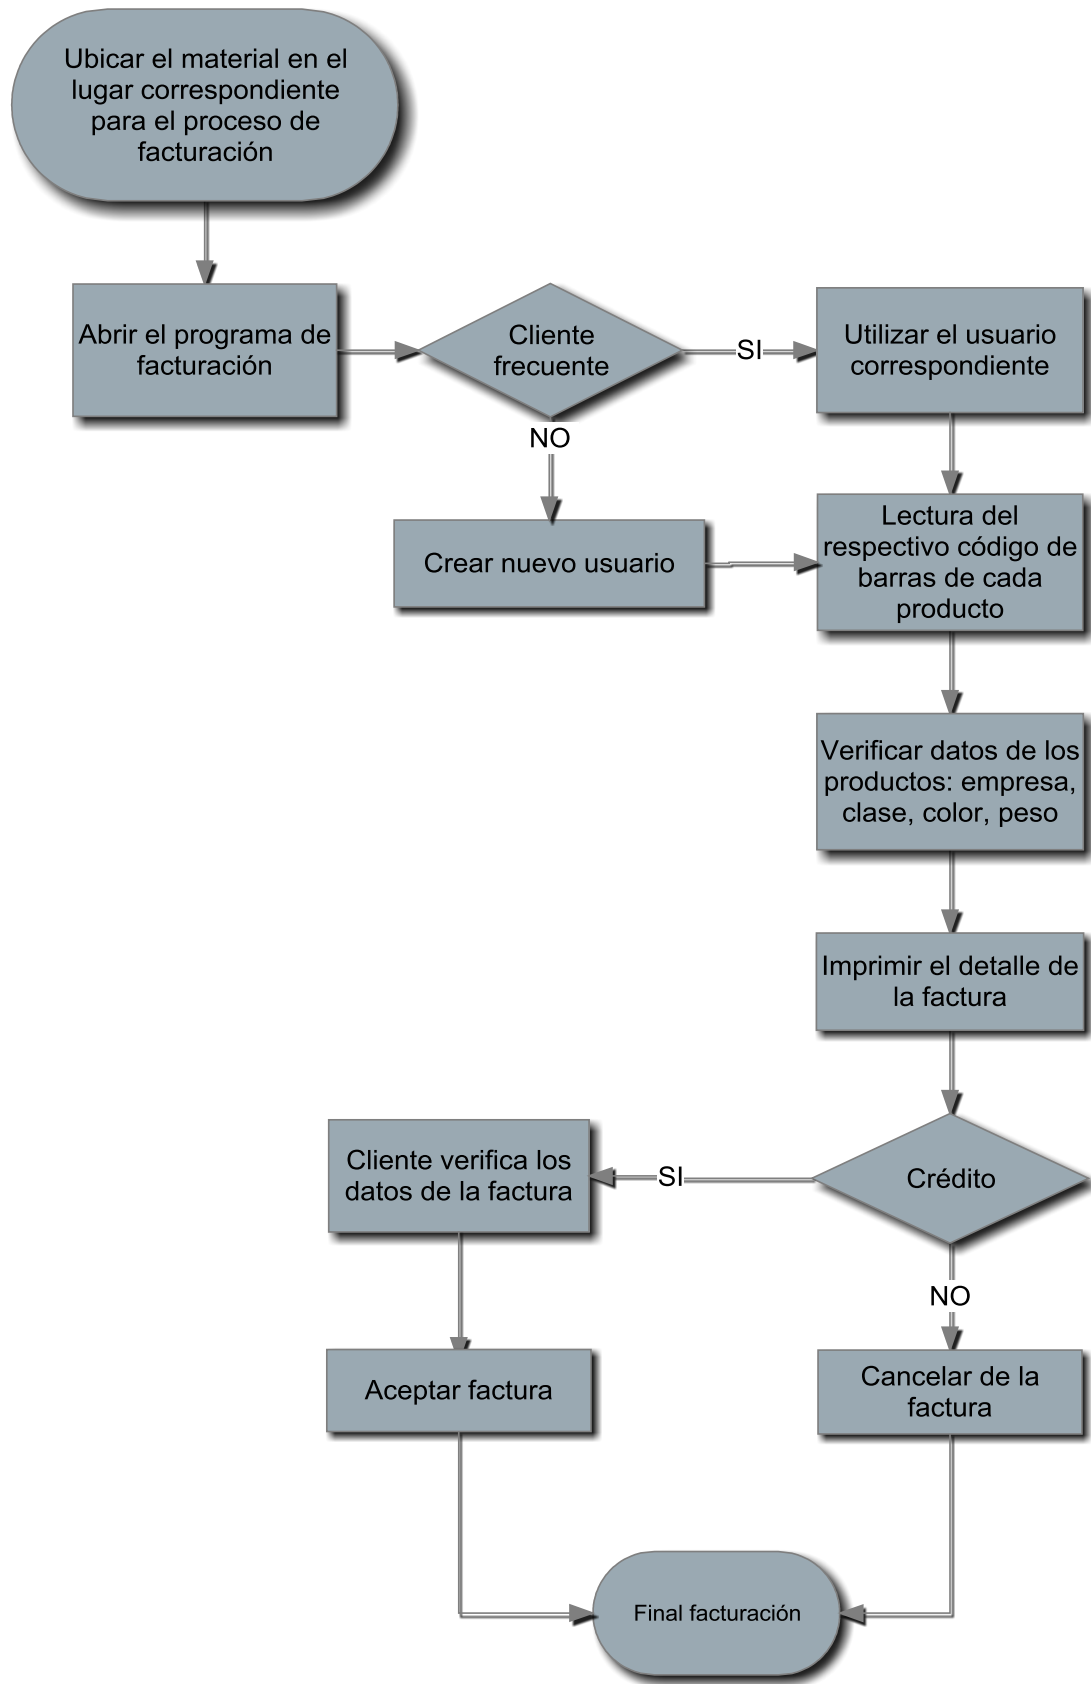 Ubicar el material en el
lugar correspondiente
para el proceso de
facturación
Abrir el programa de
facturación
Cliente
frecuente
SI
Utilizar el usuario
correspondiente
NO
Crear nuevo usuario
Lectura del
respectivo código de
barras de cada
producto
Verificar datos de los
productos: empresa,
clase, color, peso
Imprimir el detalle de
la factura
Crédito
SI
Cliente verifica los
datos de la factura
NO
Aceptar factura
Cancelar de la
factura
Final facturación